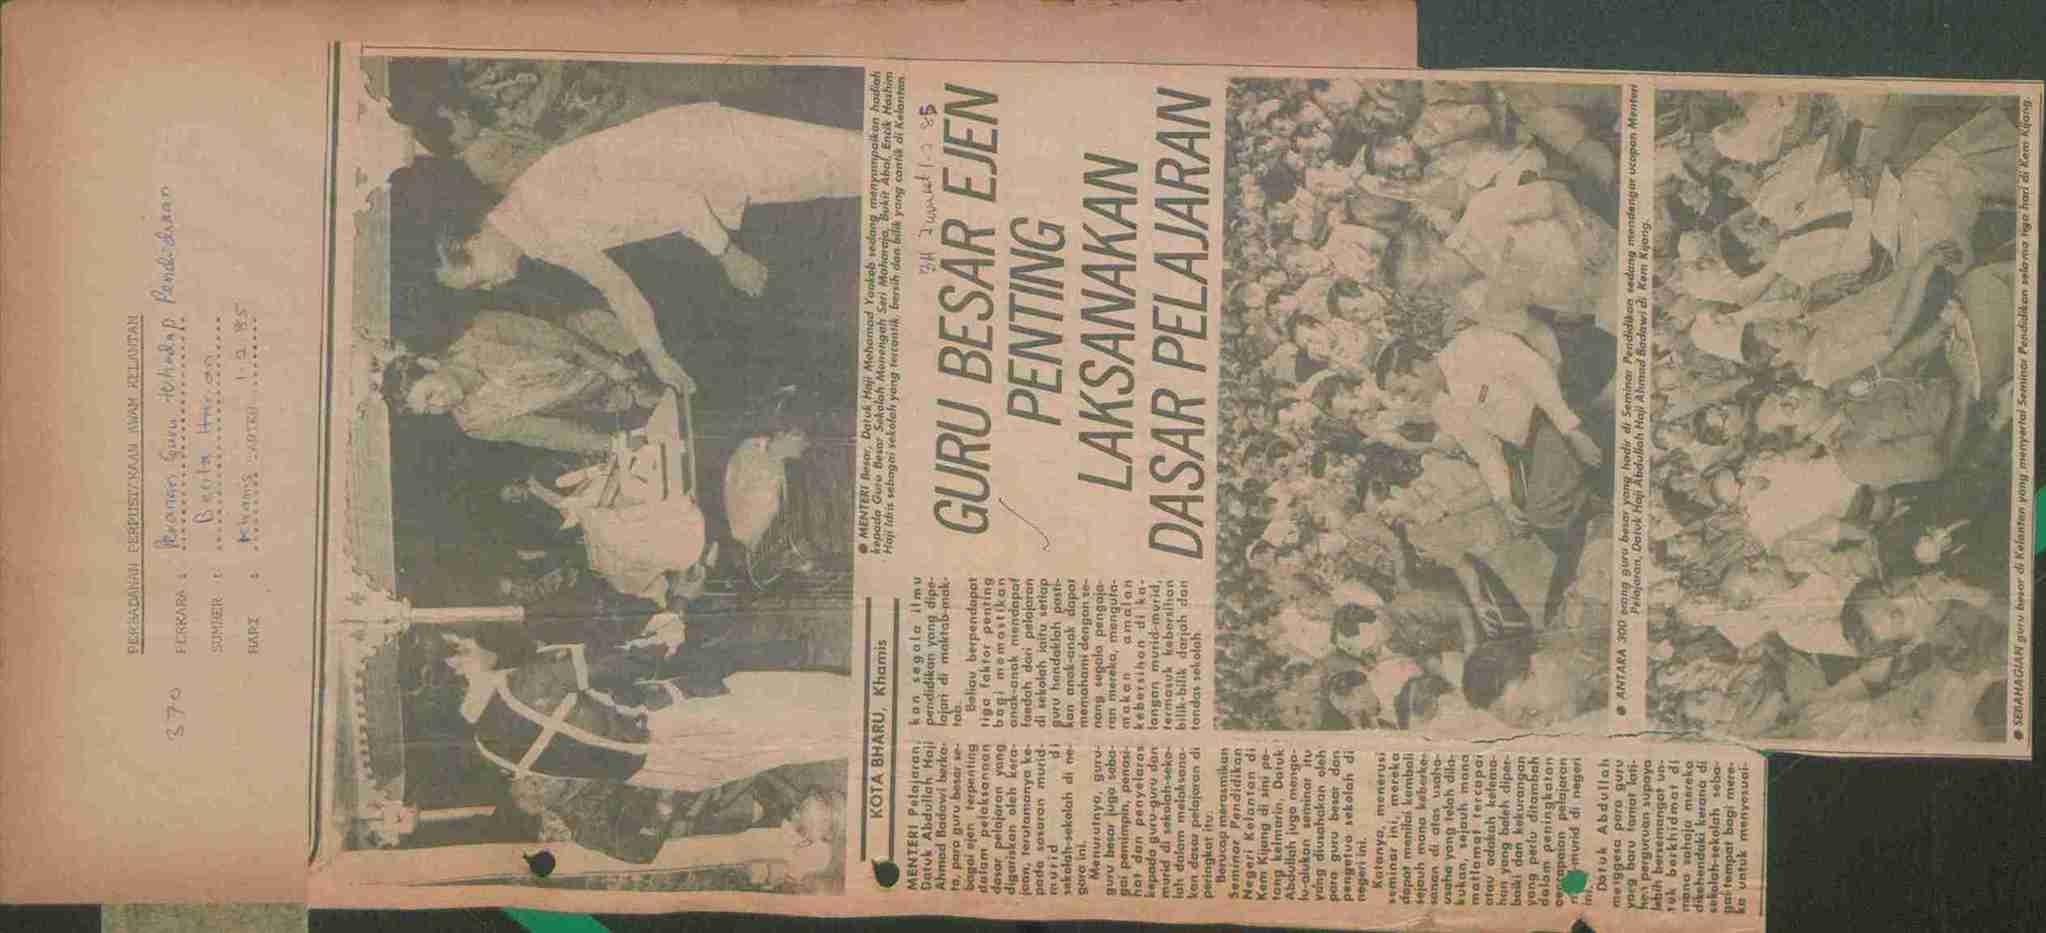 370
PERBADANAN PERPUSTAKAAN AWAM KELANTAN
PERKARA : Peranan Guru terhadap Pendidikan
SUMBER : Berita Harian
HARI : Khamis TARIKH 1.2.85
● MENTERI Besar, Datuk Haji Mohamad Yaakob sedang menyampaikan hadiah
kepada Guru Besar Sekolah Menengah Seri Maharaja, Bukit Abal, Encik Hashim
Haji Idris sebagai sekolah yang tercantik, bersih dan bilik yang cantik di Kelantan.
BH
85
GURU BESAR EJEN
PENTING
LAKSANAKAN
DASAR PELAJARAN
KOTA BHARU, Khamis
MENTERI Pelajaran,
Datuk Abdullah Haji
Ahmad Badawi berka-
ta, para guru besar se-
bagai ejen terpenting
dalam pelaksanaan
dasar pelajaran yang
digariskan oleh kera-
jaan, terutamanya ke-
pada sasaran murid-
murid di
sekolah-sekolah di ne-
gara ini.
Menurutnya, guru-
guru besar juga seba-
gai pemimpin, penasi-
hat dan penyelaras
kepada guru-guru dan
murid di sekolah-seko-
lah dalam melaksana-
kan dasar pelajaran di
peringkat itu.
Berucap merasmikan
Seminar Pendidikan
Negeri Kelantan di
Kem Kijang di sini pe-
tang kelmarin, Datuk
Abdullah juga menga-
lu-alukan seminar itu
yang diusahakan oleh
para guru besar dan
pengetua sekolah di
negeri ini.
Katanya, menerusi
seminar ini, mereka
dapat menilai kembali
sejauh mana keberke-
sanan di atas usaha-
usaha yang telah dila-
kukan, sejauh mana
matlamat tercapai
atau adakah kelema-
han yang boleh diper-
baiki dan kekurangan
yang perlu ditambah
dalam peningkatan
pencapaian pelajaran
murid di negeri
ini.
Datuk Abdullah
menggesa para guru
yang baru tamat lati-
han perguruan supaya
lebih bersemangat un-
tuk berkhidmat di
mana sahaja mereka
dikehendaki kerana di
sekolah-sekolah seba-
gai tempat bagi mere-
ka untuk menyesuai-
kan segala ilmu
pendidikan yang dipe-
lajari di maktab-mak-
tab.
Beliau berpendapat
tiga faktor penting
bagi memastikan
anak-anak mendapat
faedah dari pelajaran
di sekolah iaitu setiap
guru hendaklah pasti-
kan anak-anak dapat
memahami dengan se-
nang segala pengaja-
ran mereka, menguta-
makan amalan
kebersihan di ka-
langan murid-murid,
termasuk kebersihan
bilik-bilik darjah dan
tandas sekolah.
● ANTARA 300 orang guru besar yang hadir di Seminar Pendidikan sedang mendengar ucapan Menteri
Pelajaran, Datuk Haji Abdullah Haji Ahmad Badawi di Kem Kijang.
● SEBAHAGIAN guru besar di Kelantan yang menyertai Seminar Pendidikan selama tiga hari di Kem Kijang.